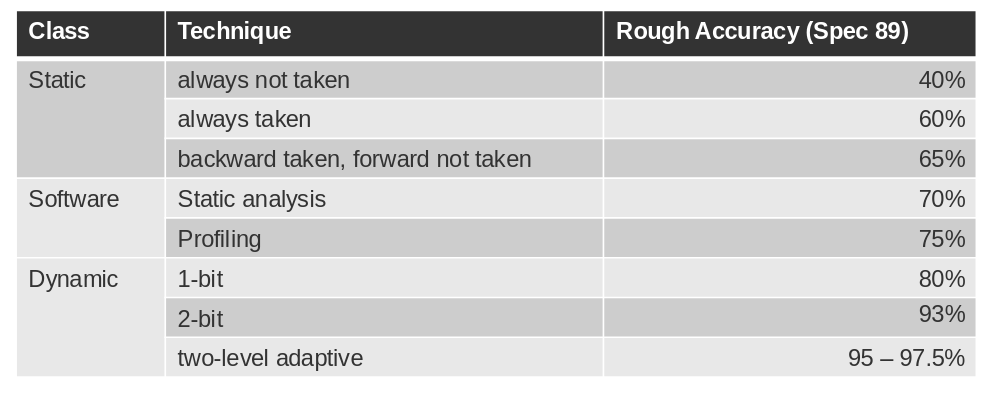 Class Technique Rough Accuracy (Spec 89)
Static always not taken 40%
always taken 60%
backward taken, forward not taken 65%
Software Static analysis 70%
Profiling 75%
Dynamic 1-bit 80%
2-bit 93%
two-level adaptive 95 – 97.5%